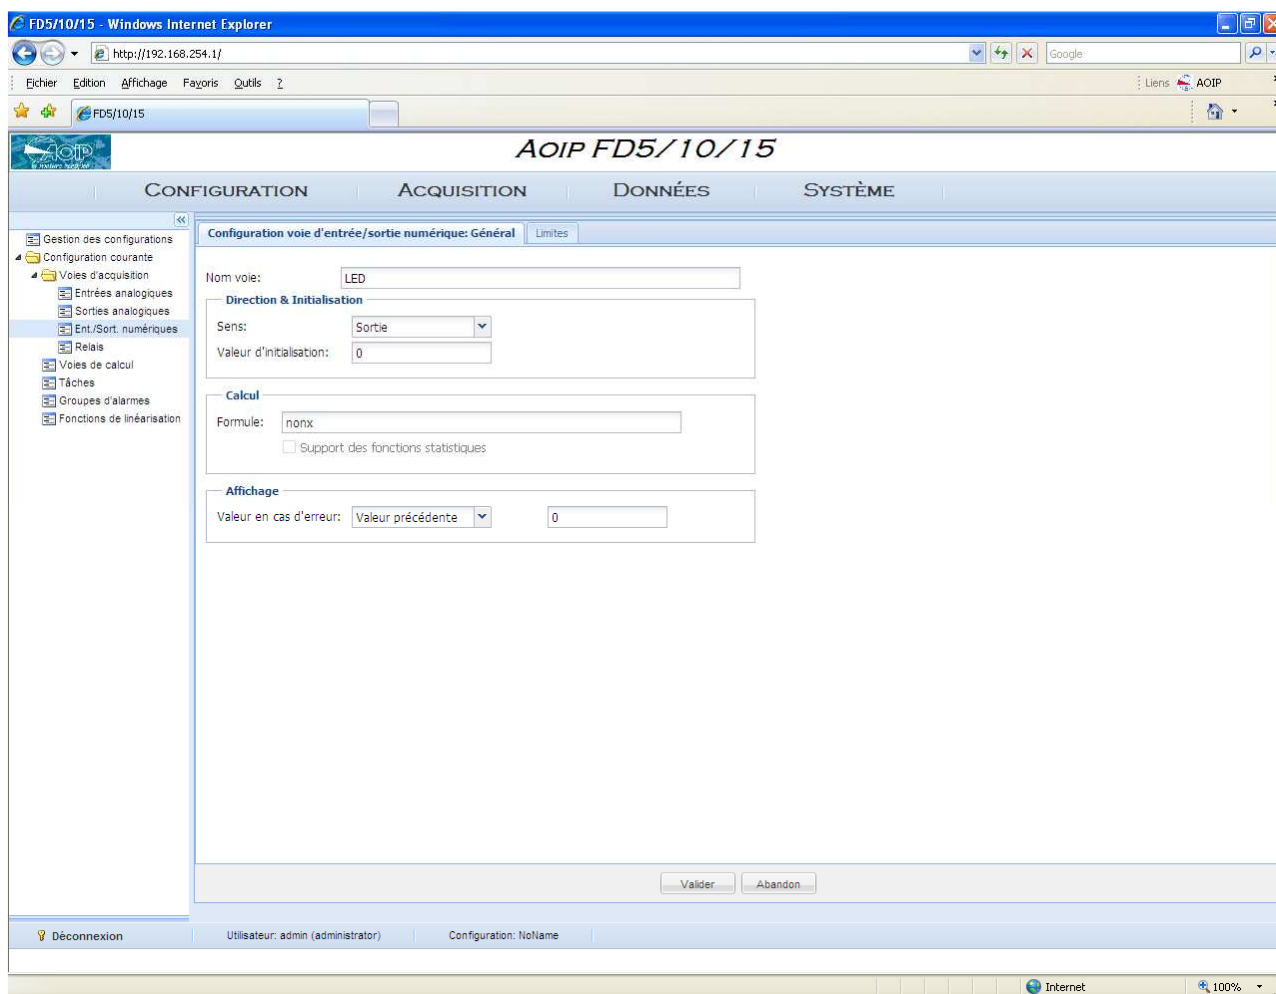 FD5/10/15 - Windows Internet Explorer
http://192.168.254.1/
Google
Fichier Edition Affichage Favoris Outils ?
Liens AOIP
FD5/10/15
AOIP
AOIP FD5/10/15
CONFIGURATION ACQUISITION DONNÉES SYSTÈME
Gestion des configurations
Configuration courante
Voies d'acquisition
Entrées analogiques
Sorties analogiques
Ent./Sort. numériques
Relais
Voies de calcul
Tâches
Groupes d'alarmes
Fonctions de linéarisation
Configuration voie d'entrée/sortie numérique: Général Limites
Nom voie: LED
Direction & Initialisation
Sens: Sortie
Valeur d'initialisation: 0
Calcul
Formule: nonx
Support des fonctions statistiques
Affichage
Valeur en cas d'erreur: Valeur précédente 0
Valider Abandon
Déconnexion Utilisateur: admin (administrator) Configuration: NoName
Internet 100%